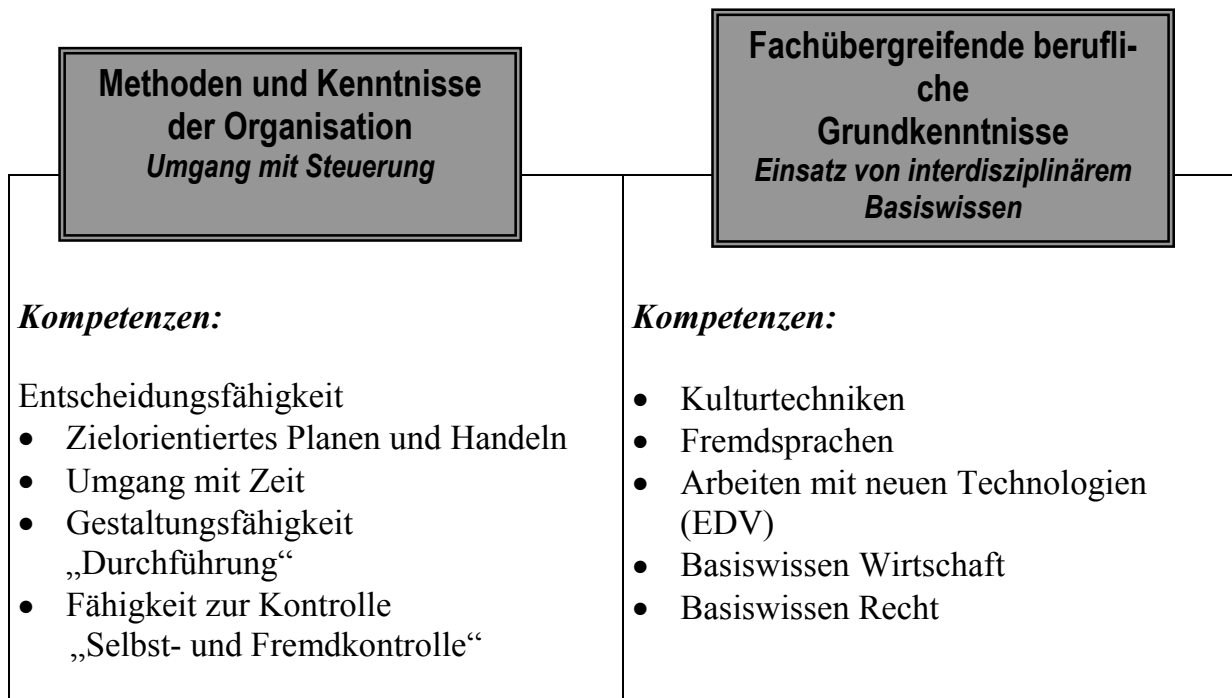 Methoden und Kenntnisse
der Organisation
Umgang mit Steuerung
Fachübergreifende berufli-
che
Grundkenntnisse
Einsatz von interdisziplinärem
Basiswissen
Kompetenzen:
Entscheidungsfähigkeit
• Zielorientiertes Planen und Handeln
• Umgang mit Zeit
• Gestaltungsfähigkeit
„Durchführung“
• Fähigkeit zur Kontrolle
„Selbst- und Fremdkontrolle“
Kompetenzen:
• Kulturtechniken
• Fremdsprachen
• Arbeiten mit neuen Technologien
(EDV)
• Basiswissen Wirtschaft
• Basiswissen Recht